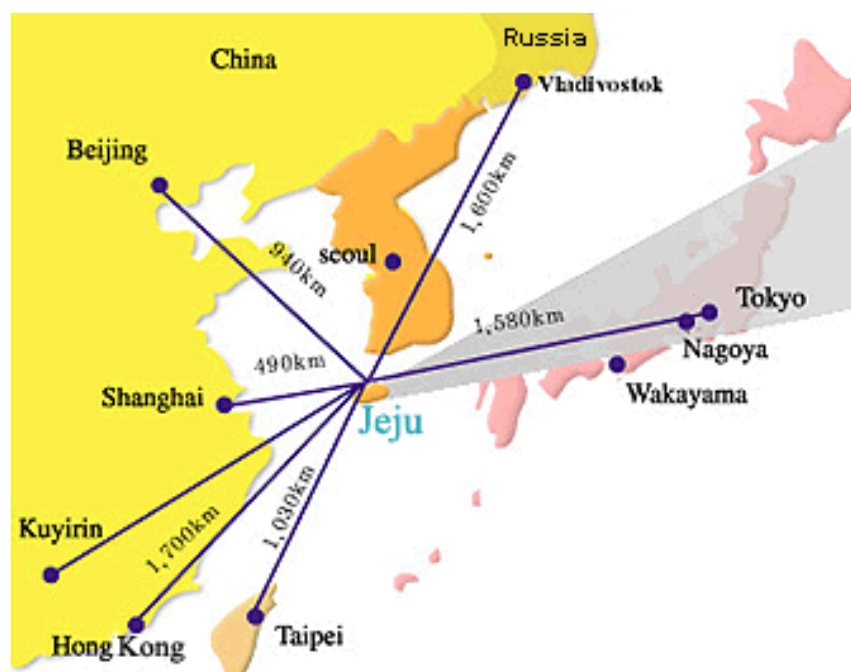 Russia
China
Vladivostok
Beijing
1,600km
940km
seoul
Tokyo
1,580km
Nagoya
490km
Shanghai
Wakayama
Jeju
1,030km
1,700km
Kuyirin
Hong Kong
Taipei